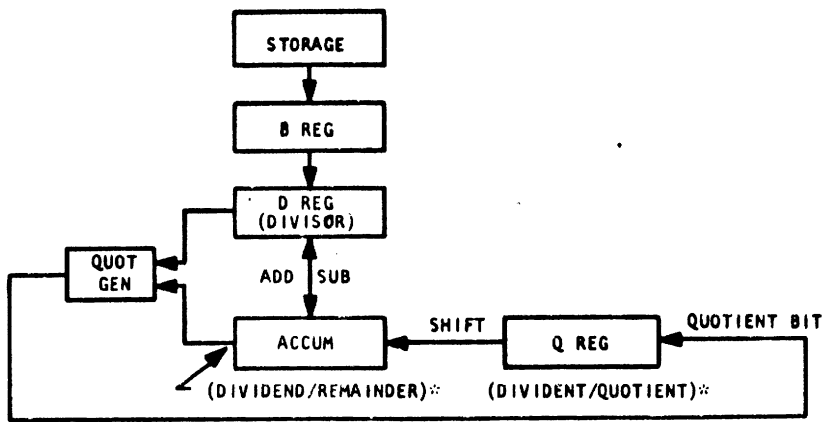 STORAGE
B REG
D REG
(DIVISOR)
QUOT
GEN
ADD SUB
ACCUM
SHIFT
Q REG
QUOTIENT BIT
(DIVIDEND/REMAINDER)*
(DIVIDENT/QUOTIENT)*